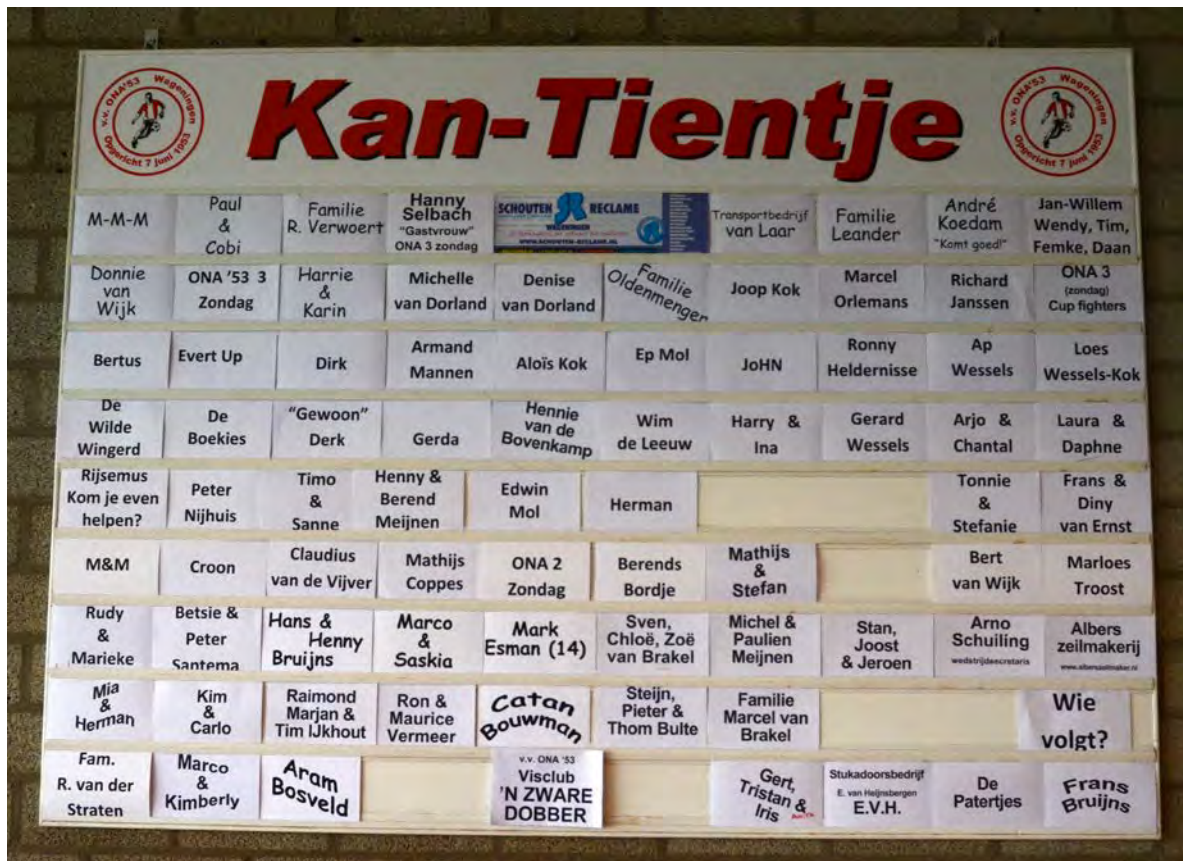 v.v. ONA'53 Wageningen
Opgericht 7 juni 1953
Kan-Tientje
v.v. ONA'53 Wageningen
Opgericht 7 juni 1953
M-M-M
Paul
&
Cobi
Familie
R. Verwoert
Hanny
Selbach
"Gastvrouw"
ONA 3 zondag
SCHOUTEN RECLAME
WAGENINGEN
WWW.SCHOUTEN-RECLAME.NL
Transportbedrijf
van Laar
Familie
Leander
André
Koedam
"Komt goed!"
Jan-Willem
Wendy, Tim,
Femke, Daan
Donnie
van
Wijk
ONA '53 3
Zondag
Harrie
&
Karin
Michelle
van Dorland
Denise
van Dorland
Familie
Oldenmenger
Joop Kok
Marcel
Orlemans
Richard
Janssen
ONA 3
(zondag)
Cup fighters
Bertus
Evert Up
Dirk
Armand
Mannen
Aloïs Kok
Ep Mol
JoHN
Ronny
Heldernisse
Ap
Wessels
Loes
Wessels-Kok
De
Wilde
Wingerd
De
Boekies
"Gewoon"
Derk
Gerda
Hennie
van de
Bovenkamp
Wim
de Leeuw
Harry &
Ina
Gerard
Wessels
Arjo &
Chantal
Laura &
Daphne
Rijsemus
Kom je even
helpen?
Peter
Nijhuis
Timo
&
Sanne
Henny &
Berend
Meijnen
Edwin
Mol
Herman
Tonnie
&
Stefanie
Frans &
Diny
van Ernst
M&M
Croon
Claudius
van de Vijver
Mathijs
Coppes
ONA 2
Zondag
Berends
Bordje
Mathijs
&
Stefan
Bert
van Wijk
Marloes
Troost
Rudy
&
Marieke
Betsie &
Peter
Santema
Hans &
Henny
Bruijns
Marco
&
Saskia
Mark
Esman (14)
Sven,
Chloë, Zoë
van Brakel
Michel &
Paulien
Meijnen
Stan,
Joost
& Jeroen
Arno
Schuiling
wedstrijdsecretaris
Albers
zeilmakerij
www.alberszeilmaker.nl
Mia
&
Herman
Kim
&
Carlo
Raimond
Marjan &
Tim IJkhout
Ron &
Maurice
Vermeer
Catan
Bouwman
Steijn,
Pieter &
Thom Bulte
Familie
Marcel van
Brakel
Wie
volgt?
Fam.
R. van der
Straten
Marco
&
Kimberly
Aram
Bosveld
v.v. ONA '53
Visclub
'N ZWARE
DOBBER
Gert,
Tristan &
Iris
Stukadoorsbedrijf
E. van Heijnsbergen
E.V.H.
De
Patertjes
Frans
Bruijns